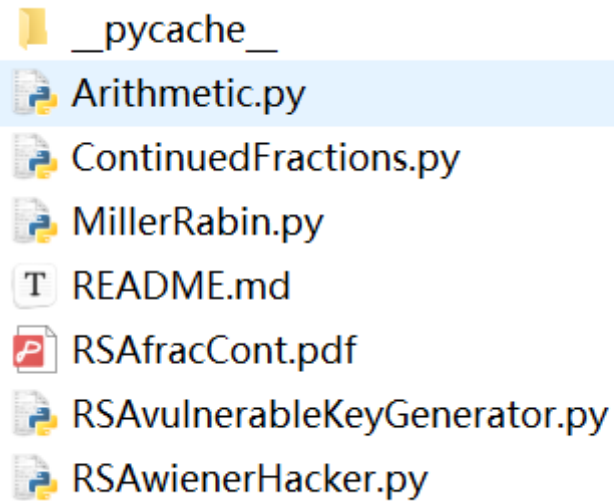 __pycache__
Arithmetic.py
ContinuedFractions.py
MillerRabin.py
README.md
RSAfracCont.pdf
RSAvulnerableKeyGenerator.py
RSAwienerHacker.py